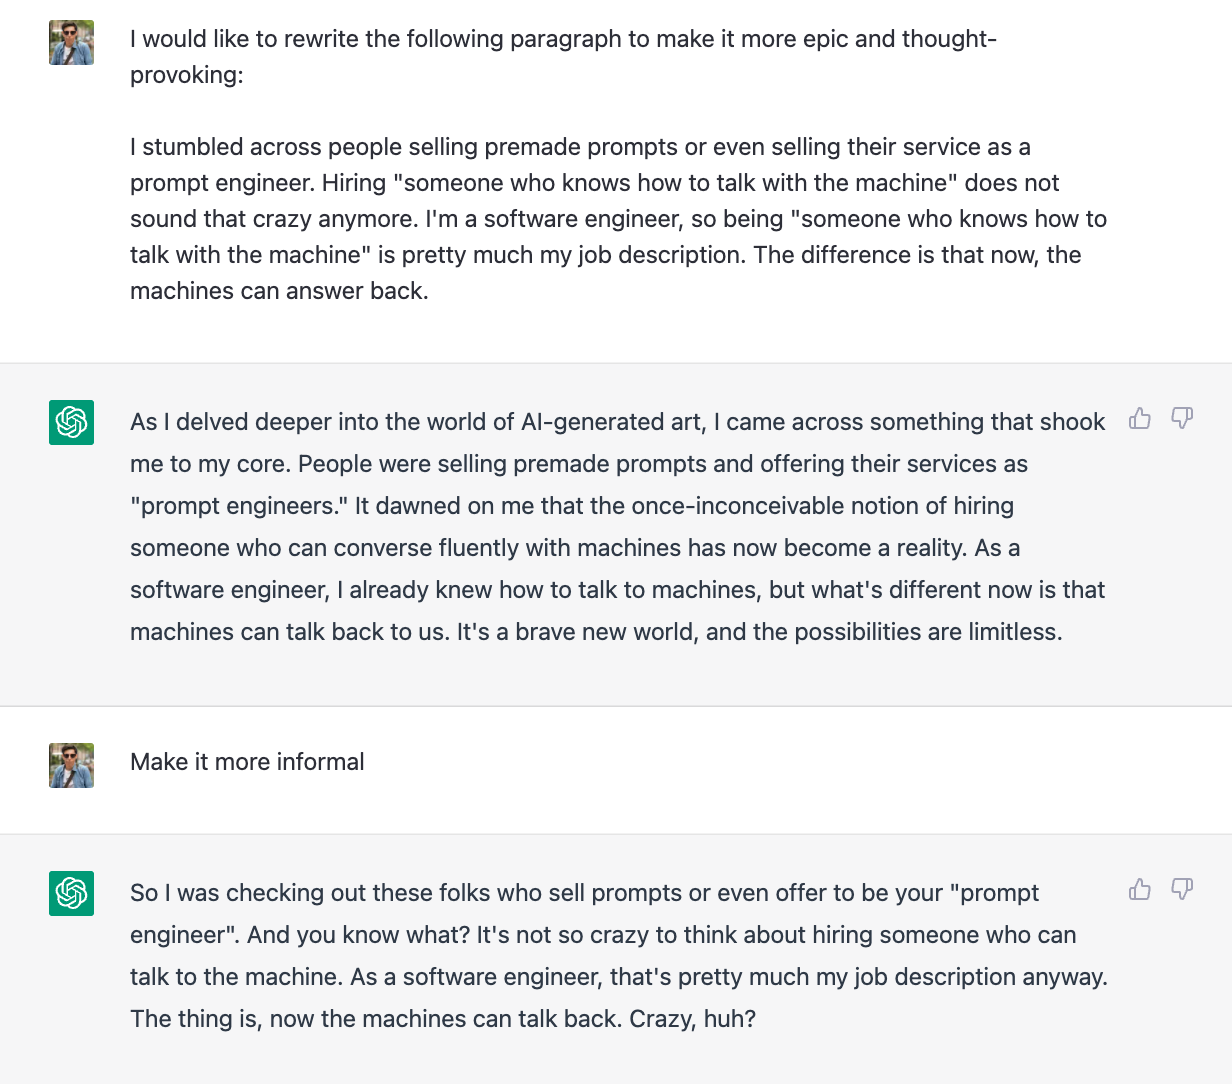 I would like to rewrite the following paragraph to make it more epic and thought-
provoking:
I stumbled across people selling premade prompts or even selling their service as a
prompt engineer. Hiring "someone who knows how to talk with the machine" does not
sound that crazy anymore. I'm a software engineer, so being "someone who knows how to
talk with the machine" is pretty much my job description. The difference is that now, the
machines can answer back.
As I delved deeper into the world of AI-generated art, I came across something that shook
me to my core. People were selling premade prompts and offering their services as
"prompt engineers." It dawned on me that the once-inconceivable notion of hiring
someone who can converse fluently with machines has now become a reality. As a
software engineer, I already knew how to talk to machines, but what's different now is that
machines can talk back to us. It's a brave new world, and the possibilities are limitless.
Make it more informal
So I was checking out these folks who sell prompts or even offer to be your "prompt
engineer". And you know what? It's not so crazy to think about hiring someone who can
talk to the machine. As a software engineer, that's pretty much my job description anyway.
The thing is, now the machines can talk back. Crazy, huh?